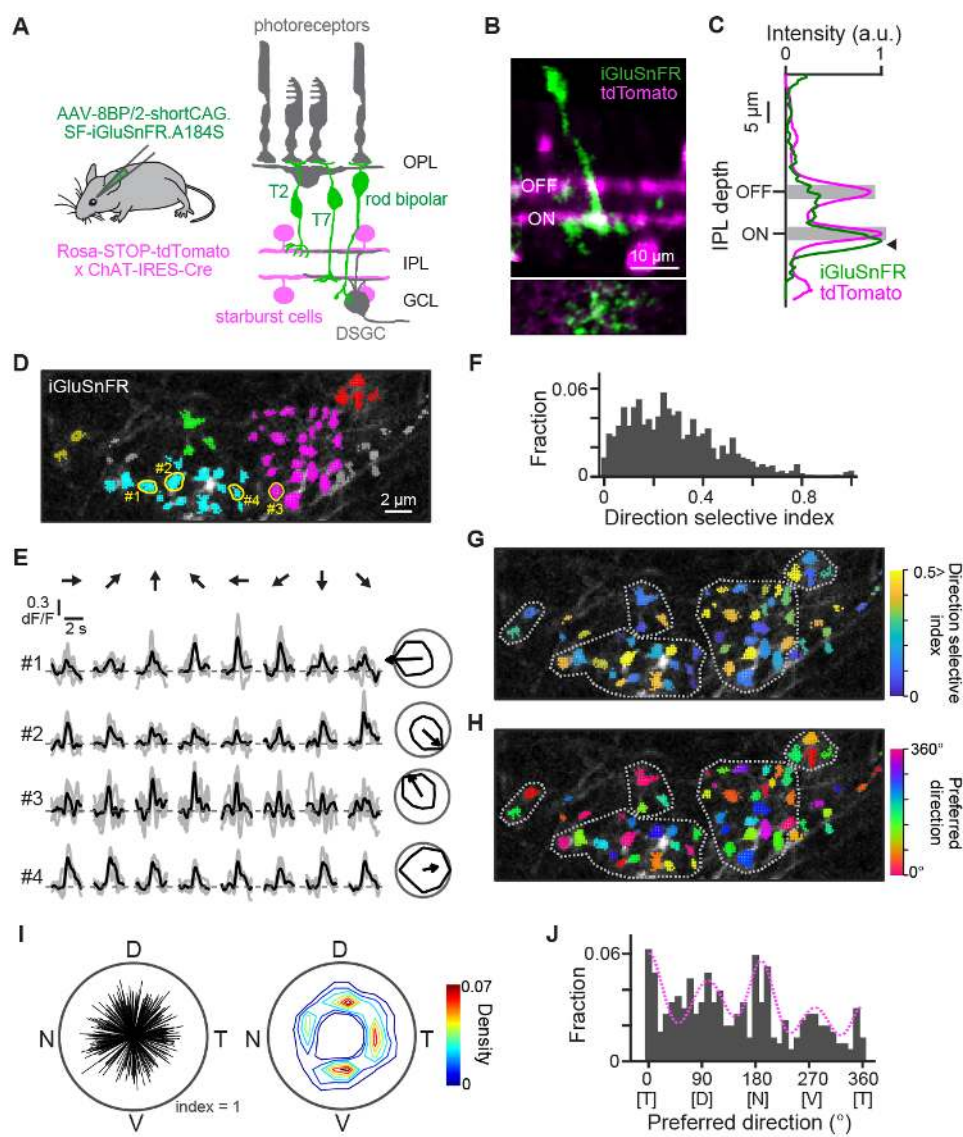 A
photoreceptors
AAV-8BP/2-shortCAG.
SF-iGluSnFR.A184S
OPL
T2
T7
rod bipolar
Rosa-STOP-tdTomato
x ChAT-IRES-Cre
IPL
GCL
starburst cells
DSGC
B
iGluSnFR
tdTomato
OFF
ON
10 µm
C
Intensity (a.u.)
0 1
5 µm
OFF
ON
IPL depth
iGluSnFR
tdTomato
D
iGluSnFR
#1
#2
#4
#3
2 µm
E
0.3
dF/F
2 s
#1
#2
#3
#4
F
0.06
0
Fraction
0 0.4 0.8
Direction selective index
G
0.5>
0
Direction selective
index
H
360°
0°
Preferred
direction
I
D
N
T
V
index = 1
D
N
T
V
0.07
0
Density
J
0.06
0
Fraction
0 90 180 270 360
[T] [D] [N] [V] [T]
Preferred direction (°)